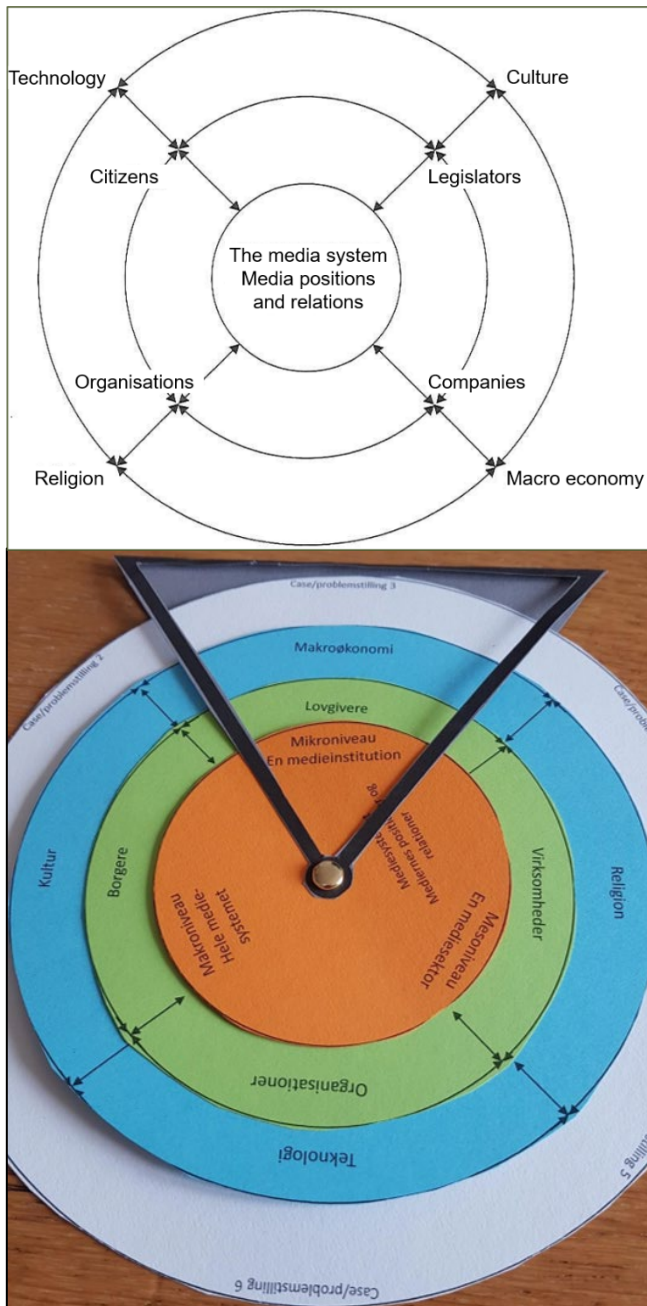 Technology
Culture
Citizens
Legislators
The media system
Media positions
and relations
Organisations
Companies
Religion
Macro economy
Case/problemstilling 3
Case/problemstilling 2
Makroøkonomi
Lovgivere
Mikroniveau
En medieinstitution
Kultur
Borgere
Mediernes
relationer
Virksomheder
Religion
Makroniveau
Hele medie-
systemet
Mesoniveau
En mediesektor
Organisationer
Teknologi
5
Case/problemstilling 6